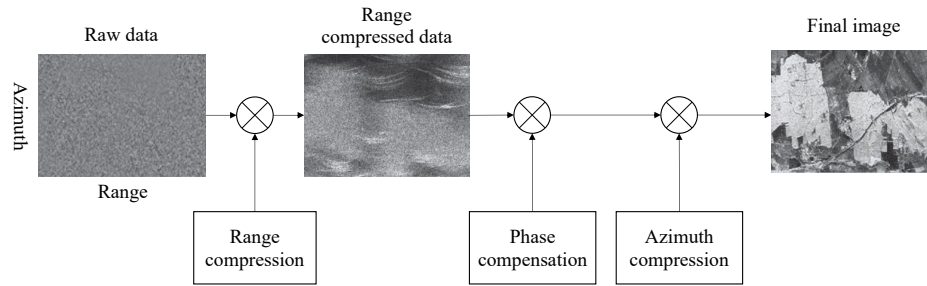 Raw data
Range
compressed data
Final image
Azimuth
Range
Range
compression
Phase
compensation
Azimuth
compression